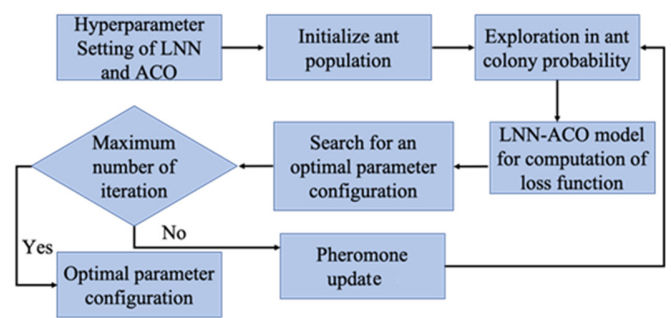 Hyperparameter
Setting of LNN
and ACO
Initialize ant
population
Exploration in ant
colony probability
Maximum
number of
iteration
Search for an
optimal parameter
configuration
LNN-ACO model
for computation of
loss function
Yes
No
Optimal parameter
configuration
Pheromone
update